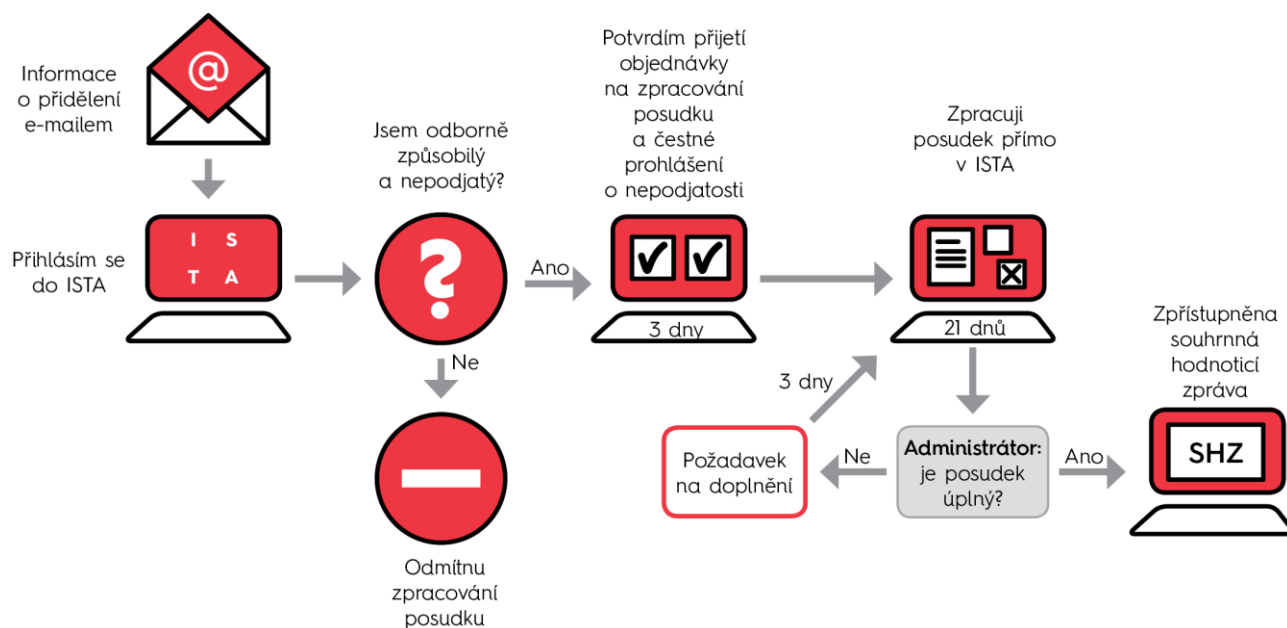 Informace
o přidělení
e-mailem
@
Přihlásím se
do ISTA
I S
T A
Jsem odborně
způsobilý
a nepodjatý?
?
Ano
Ne
Odmítnu
zpracování
posudku
Potvrdím přijetí
objednávky
na zpracování
posudku
a čestné
prohlášení
o nepodjatosti
3 dny
Zpracuji
posudek přímo
v ISTA
21 dnů
Administrátor:
je posudek
úplný?
Ne
Požadavek
na doplnění
3 dny
Ano
Zpřístupněna
souhrnná
hodnoticí
zpráva
SHZ